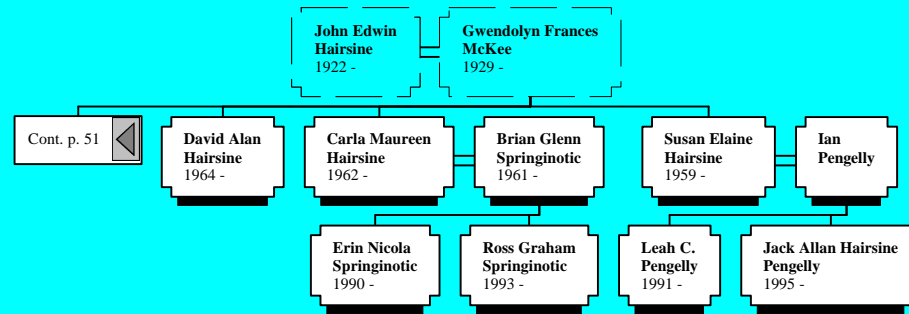 John Edwin
Hairsine
1922 -
Gwendolyn Frances
McKee
1929 -
Cont. p. 51
David Alan
Hairsine
1964 -
Carla Maureen
Hairsine
1962 -
Brian Glenn
Springinotic
1961 -
Susan Elaine
Hairsine
1959 -
Ian
Pengelly
Erin Nicola
Springinotic
1990 -
Ross Graham
Springinotic
1993 -
Leah C.
Pengelly
1991 -
Jack Allan Hairsine
Pengelly
1995 -